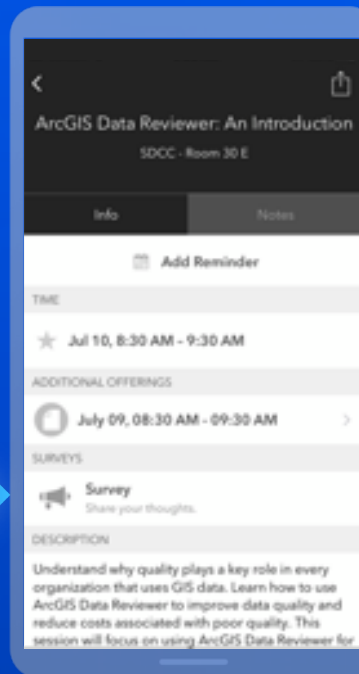 ArcGIS Data Reviewer: An Introduction
SDCC - Room 30 E
Info Notes
Add Reminder
TIME
Jul 10, 8:30 AM - 9:30 AM
ADDITIONAL OFFERINGS
July 09, 08:30 AM - 09:30 AM
SURVEYS
Survey
Share your thoughts.
DESCRIPTION
Understand why quality plays a key role in every
organization that uses GIS data. Learn how to use
ArcGIS Data Reviewer to improve data quality and
reduce costs associated with poor quality. This
session will focus on using ArcGIS Data Reviewer for